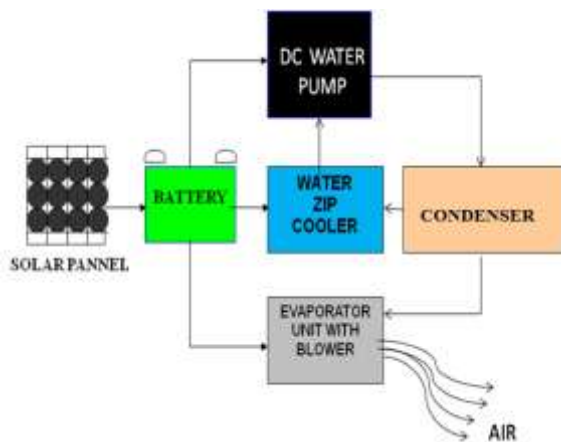 DC WATER
PUMP
BATTERY
WATER
ZIP
COOLER
CONDENSER
SOLAR PANNEL
EVAPORATOR
UNIT WITH
BLOWER
AIR